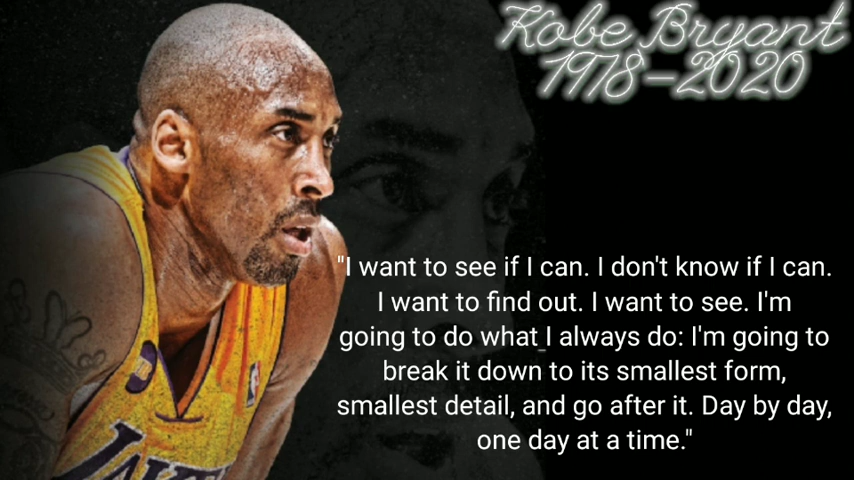 Kobe Bryant
1978-2020
"I want to see if I can. I don't know if I can.
I want to find out. I want to see. I'm
going to do what I always do: I'm going to
break it down to its smallest form,
smallest detail, and go after it. Day by day,
one day at a time."